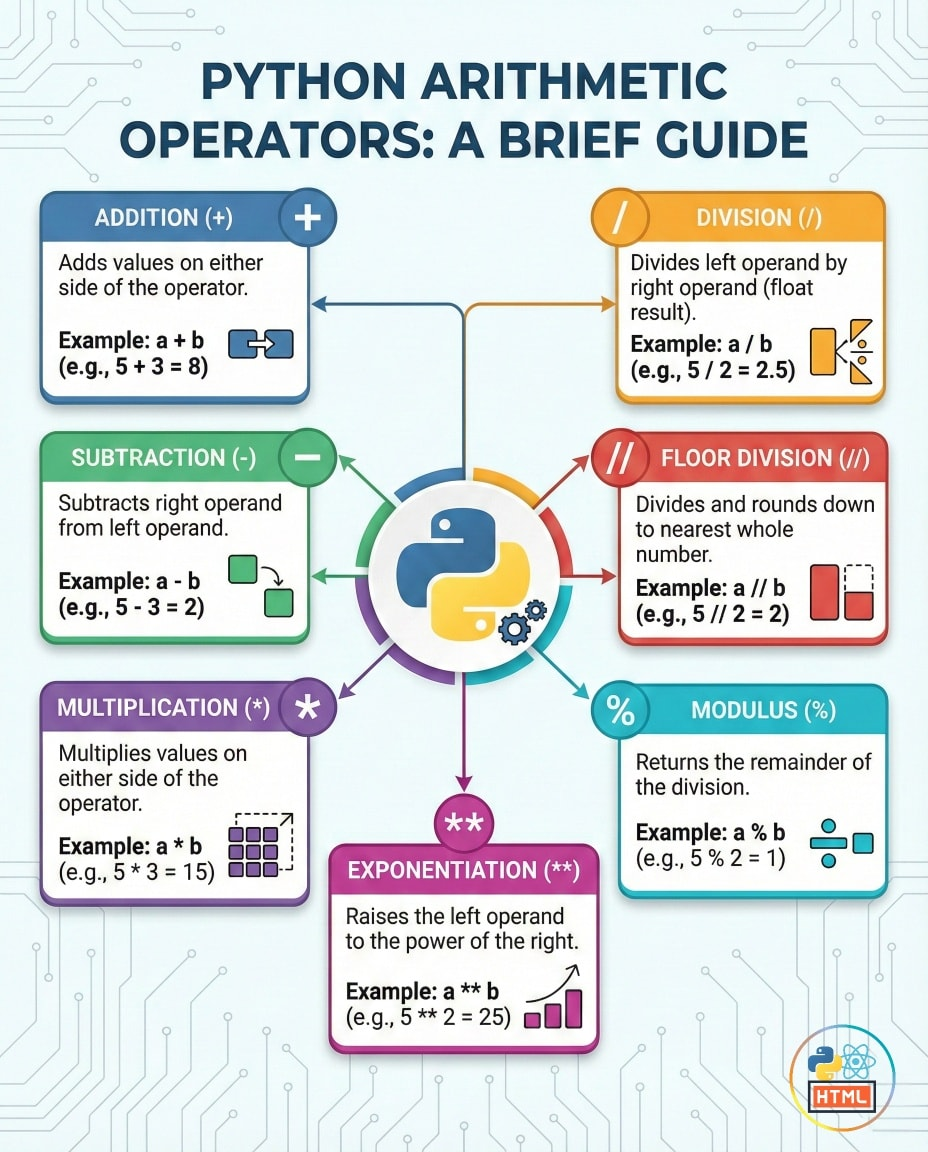 PYTHON ARITHMETIC
OPERATORS: A BRIEF GUIDE
ADDITION (+)
+
Adds values on either
side of the operator.
Example: a + b
(e.g., 5 + 3 = 8)
/
DIVISION (/)
Divides left operand by
right operand (float
result).
Example: a / b
(e.g., 5 / 2 = 2.5)
SUBTRACTION (-)
−
Subtracts right operand
from left operand.
Example: a - b
(e.g., 5 - 3 = 2)
//
FLOOR DIVISION (//)
Divides and rounds down
to nearest whole
number.
Example: a // b
(e.g., 5 // 2 = 2)
MULTIPLICATION (*)
*
Multiplies values on
either side of the
operator.
Example: a * b
(e.g., 5 * 3 = 15)
%
MODULUS (%)
Returns the remainder of
the division.
Example: a % b
(e.g., 5 % 2 = 1)
**
EXPONENTIATION (**)
Raises the left operand
to the power of the right.
Example: a ** b
(e.g., 5 ** 2 = 25)
HTML